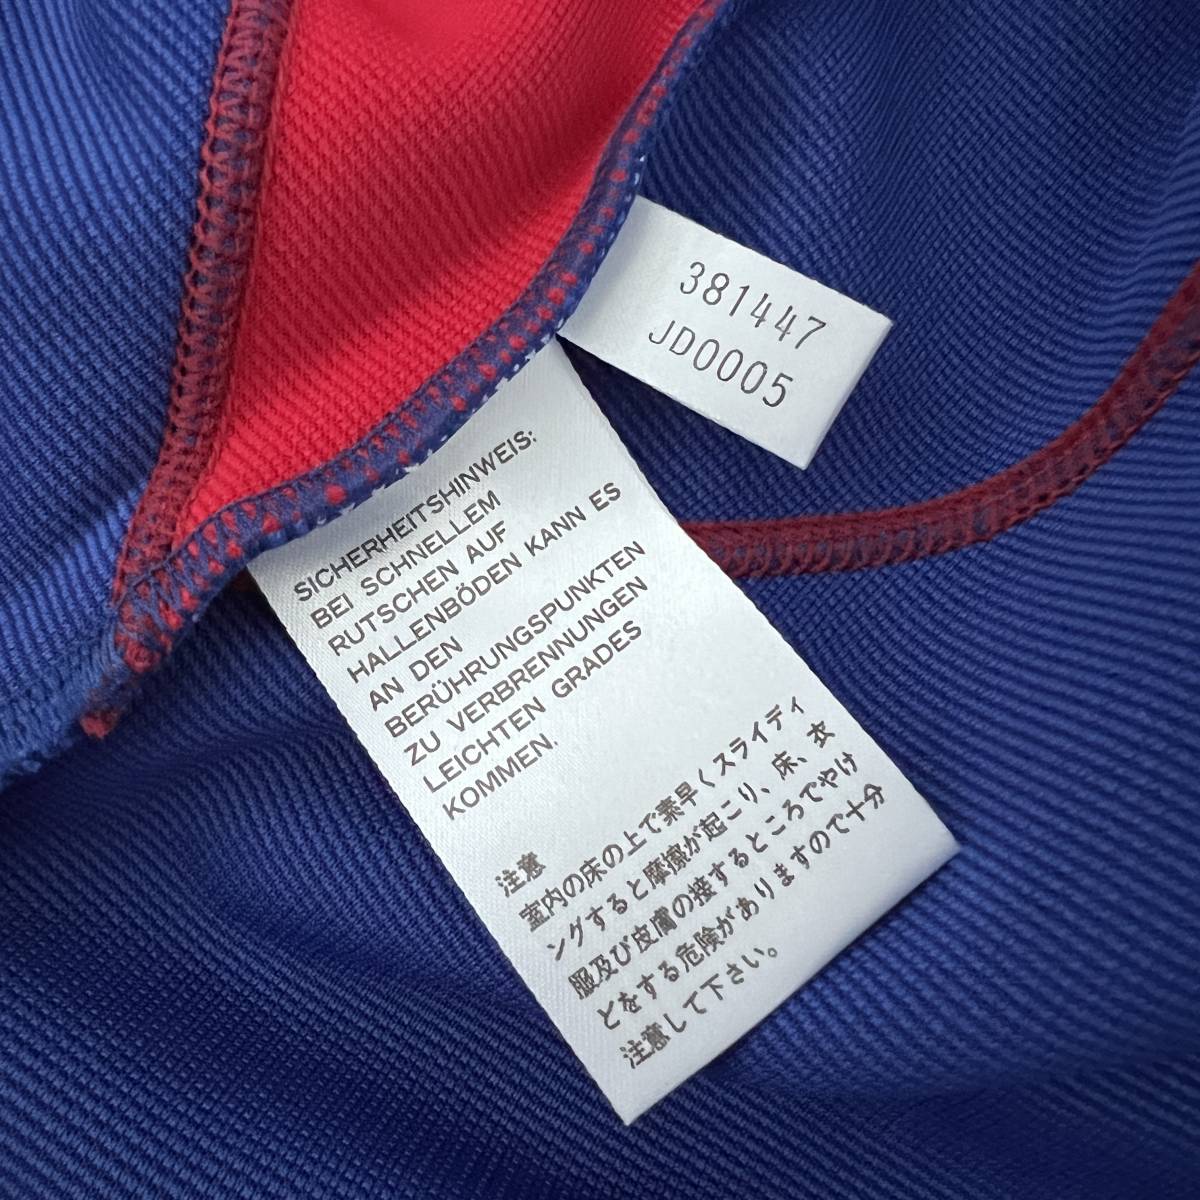 381447
JD0005
SICHERHEITSHINWEIS:
BEI SCHNELLEM
RUTSCHEN AUF
HALLENBÖDEN KANN ES
AN DEN
BERÜHRUNGSPUNKTEN
ZU VERBRENNUNGEN
LEICHTEN GRADES
KOMMEN.
注意
室内の床の上で素早くスライディ
ングすると摩擦が起こり、床、衣
服及び皮膚の接するところでやけ
どをする危険がありますので十分
注意して下さい。